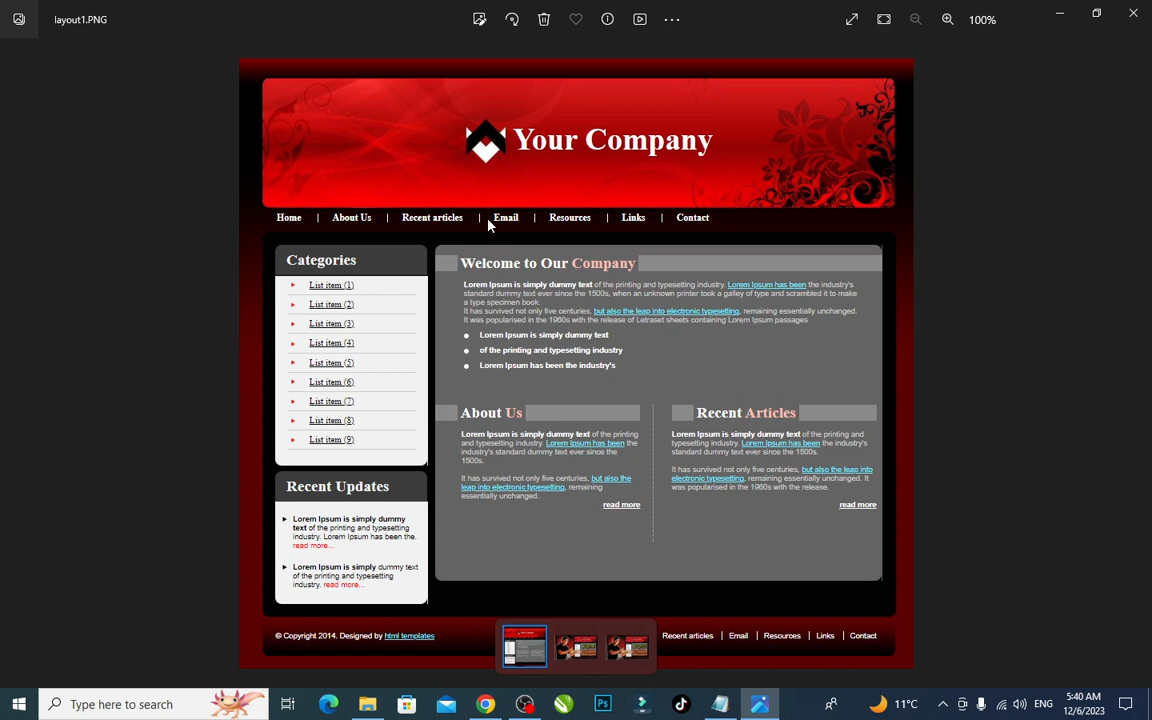 layout1.PNG
100%
Your Company
Home | About Us | Recent articles | Email | Resources | Links | Contact
Categories
List item (1)
List item (2)
List item (3)
List item (4)
List item (5)
List item (6)
List item (7)
List item (8)
List item (9)
Recent Updates
Lorem Ipsum is simply dummy
text of the printing and typesetting
industry. Lorem Ipsum has been the.
read more...
Lorem Ipsum is simply dummy text
of the printing and typesetting
industry. read more...
Welcome to Our Company
Lorem Ipsum is simply dummy text of the printing and typesetting industry. Lorem Ipsum has been the industry's
standard dummy text ever since the 1500s, when an unknown printer took a galley of type and scrambled it to make
a type specimen book.
It has survived not only five centuries, but also the leap into electronic typesetting, remaining essentially unchanged.
It was popularised in the 1960s with the release of Letraset sheets containing Lorem Ipsum passages
Lorem Ipsum is simply dummy text
of the printing and typesetting industry
Lorem Ipsum has been the industry's
About Us
Lorem Ipsum is simply dummy text of the printing
and typesetting industry. Lorem Ipsum has been the
industry's standard dummy text ever since the
1500s.
It has survived not only five centuries, but also the
leap into electronic typesetting, remaining
essentially unchanged.
read more
Recent Articles
Lorem Ipsum is simply dummy text of the printing and
typesetting industry. Lorem Ipsum has been the industry's
standard dummy text ever since the 1500s.
It has survived not only five centuries, but also the leap into
electronic typesetting, remaining essentially unchanged. It
was popularised in the 1960s with the release.
read more
© Copyright 2014. Designed by html templates
Recent articles | Email | Resources | Links | Contact
Type here to search
Ps
11°C
ENG
5:40 AM
12/6/2023